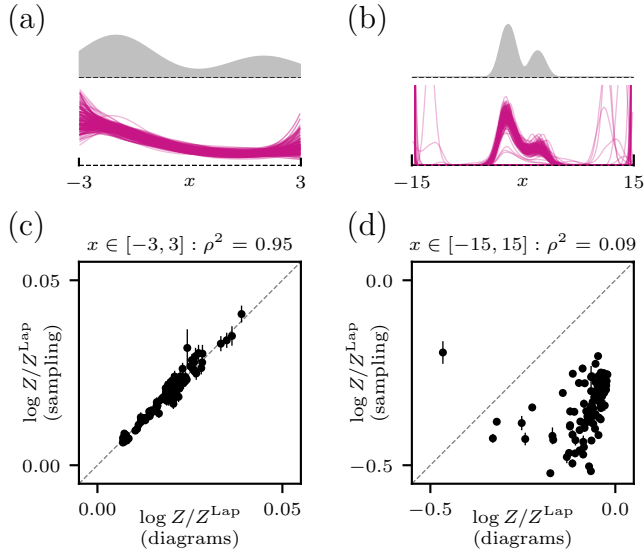 (a)
−3
x
3
(b)
−15
x
15
(c)
x ∈ [−3, 3] : ρ² = 0.95
0.05
0.00
log Z/Z^Lap
(sampling)
0.00
0.05
log Z/Z^Lap
(diagrams)
(d)
x ∈ [−15, 15] : ρ² = 0.09
0.0
−0.5
log Z/Z^Lap
(sampling)
−0.5
0.0
log Z/Z^Lap
(diagrams)